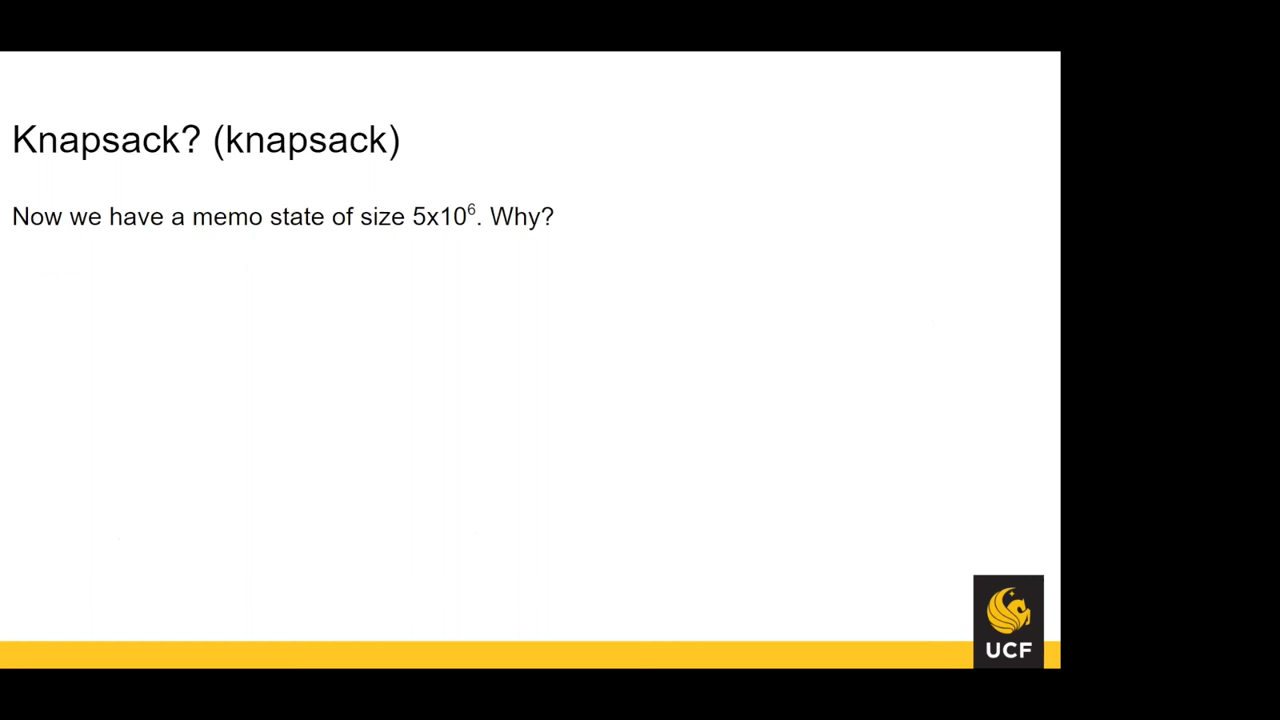 Knapsack? (knapsack)
Now we have a memo state of size 5x10⁶. Why?
UCF